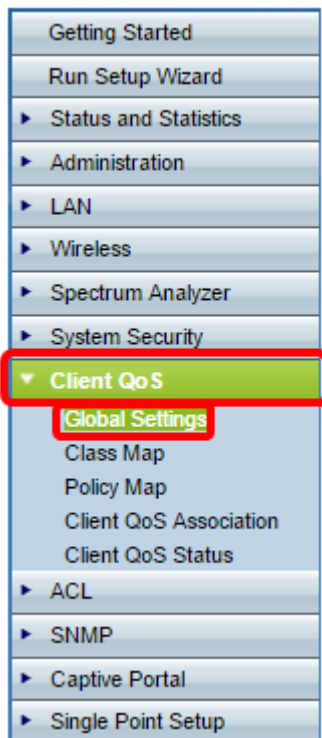 Getting Started
Run Setup Wizard
Status and Statistics
Administration
LAN
Wireless
Spectrum Analyzer
System Security
Client QoS
Global Settings
Class Map
Policy Map
Client QoS Association
Client QoS Status
ACL
SNMP
Captive Portal
Single Point Setup